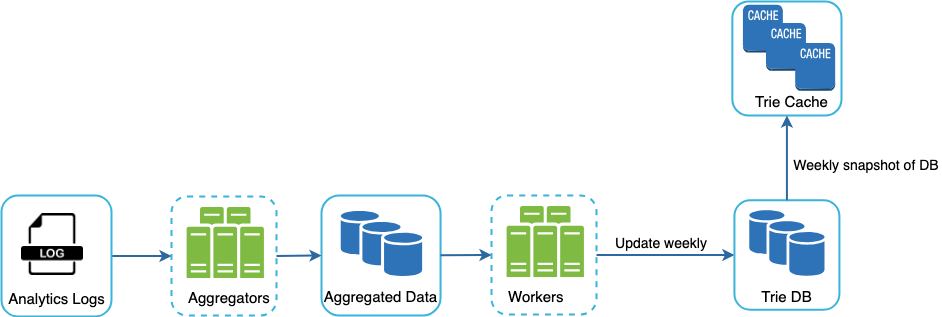 CACHE
CACHE
CACHE
Trie Cache
Weekly snapshot of DB
LOG
Analytics Logs
Aggregators
Aggregated Data
Workers
Update weekly
Trie DB